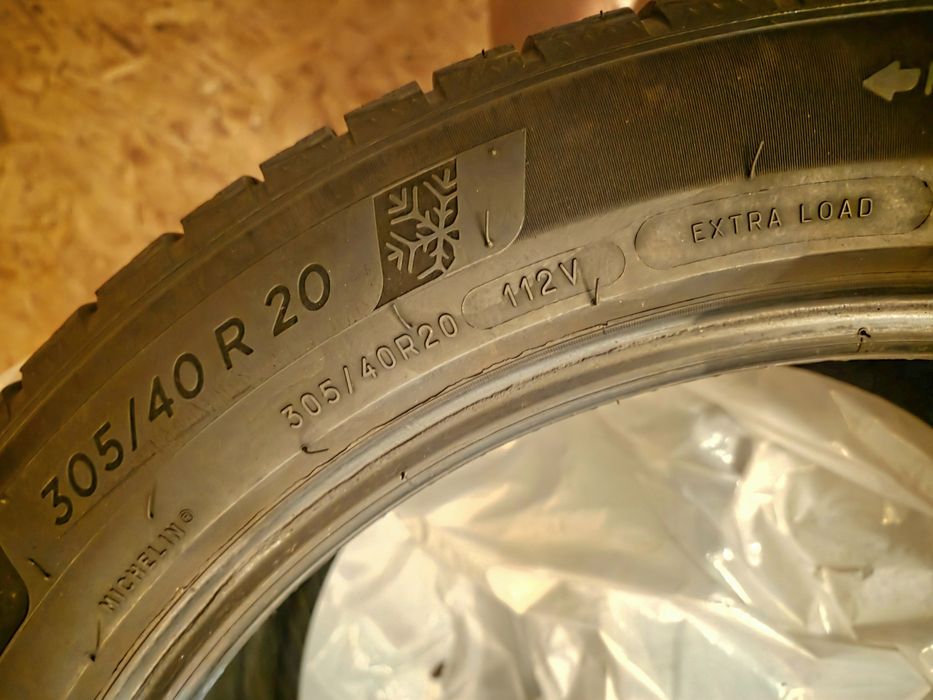 305/40 R 20
305/40R20
112V
EXTRA LOAD
MICHELIN®